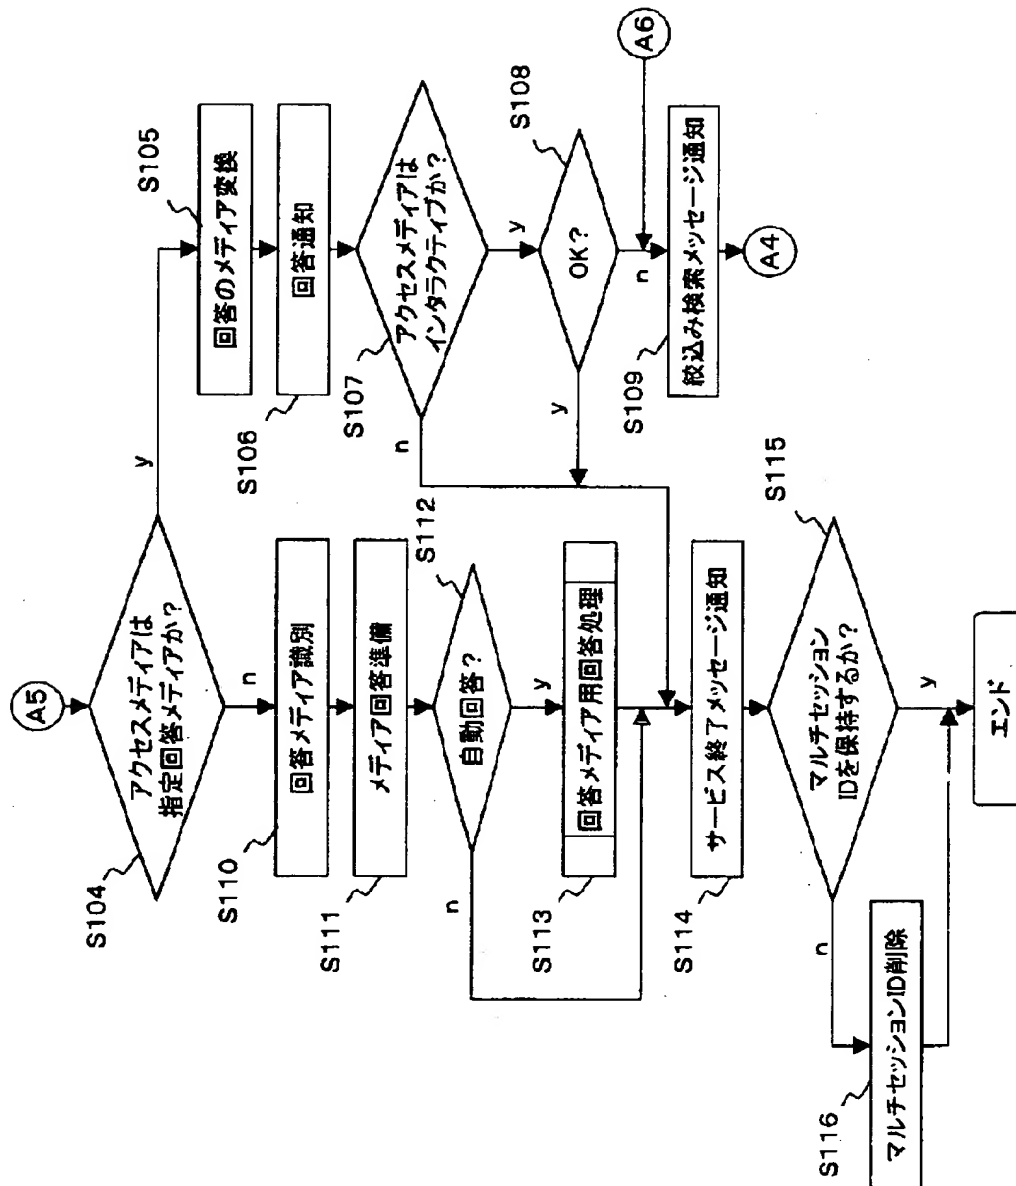 A5
S104
アクセスメディアは
指定回答メディアか？
y
n
S105
回答のメディア変換
S106
回答通知
S107
アクセスメディアは
インタラクティブか？
n
y
S108
OK？
y
n
A6
S109
絞込み検索メッセージ通知
A4
S110
回答メディア識別
S111
メディア回答準備
S112
自動回答？
n
y
S113
回答メディア用回答処理
S114
サービス終了メッセージ通知
S115
マルチセッション
IDを保持するか？
n
y
S116
マルチセッションID削除
エンド